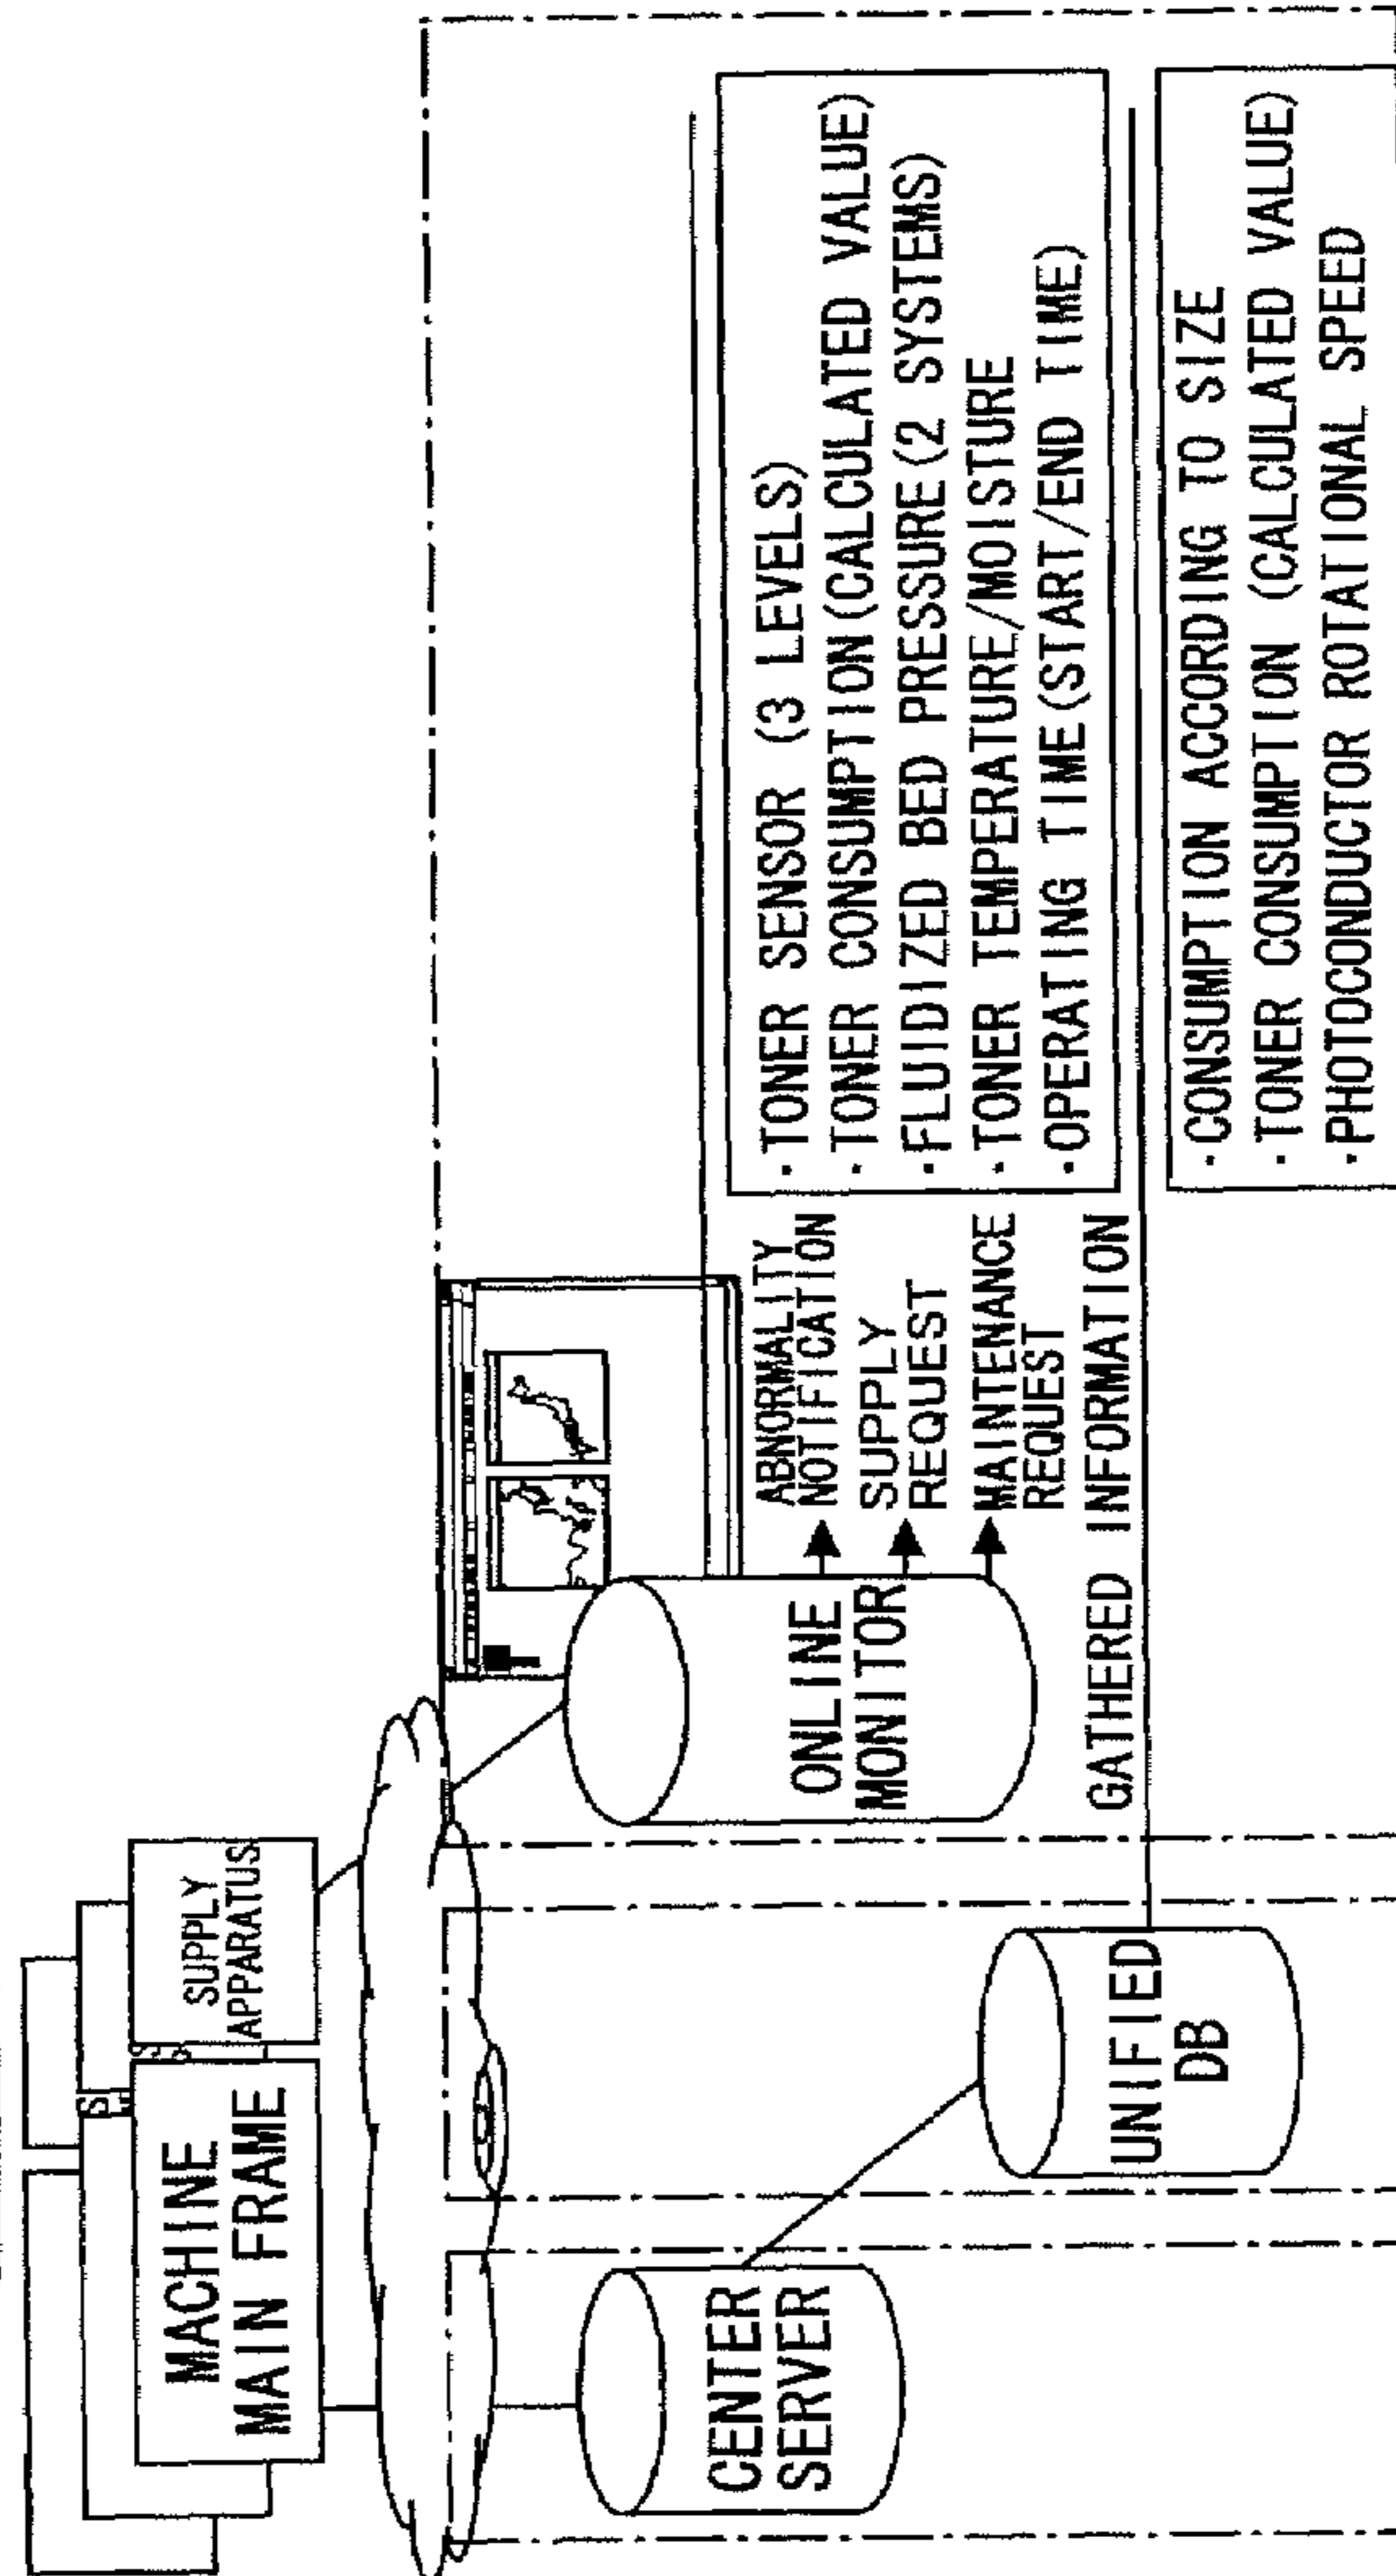 MACHINE
MAIN FRAME
SUPPLY
APPARATUS
CENTER
SERVER
UNIFIED
DB
ONLINE
MONITOR
ABNORMALITY
NOTIFICATION
SUPPLY
REQUEST
MAINTENANCE
REQUEST
GATHERED INFORMATION
・TONER SENSOR (3 LEVELS)
・TONER CONSUMPTION(CALCULATED VALUE)
・FLUIDIZED BED PRESSURE(2 SYSTEMS)
・TONER TEMPERATURE/MOISTURE
・OPERATING TIME(START/END TIME)
・CONSUMPTION ACCORDING TO SIZE
・TONER CONSUMPTION (CALCULATED VALUE)
・PHOTOCONDUCTOR ROTATIONAL SPEED